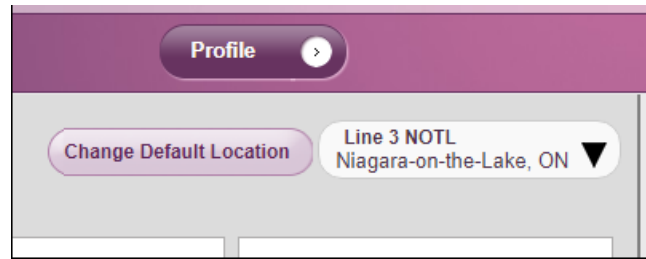 Profile
Change Default Location
Line 3 NOTL
Niagara-on-the-Lake, ON